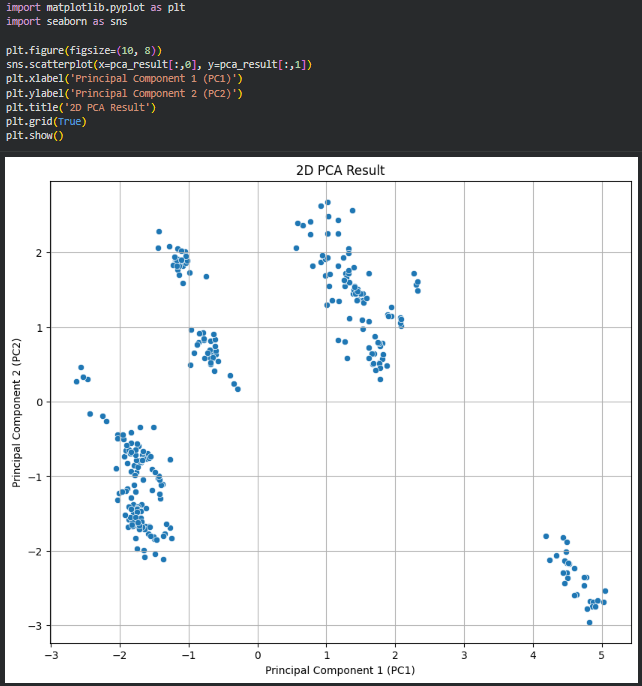 import matplotlib.pyplot as plt
import seaborn as sns
plt.figure(figsize=(10, 8))
sns.scatterplot(x=pca_result[:,0], y=pca_result[:,1])
plt.xlabel('Principal Component 1 (PC1)')
plt.ylabel('Principal Component 2 (PC2)')
plt.title('2D PCA Result')
plt.grid(True)
plt.show()
2D PCA Result
Principal Component 2 (PC2)
2
1
0
−1
−2
−3
−3 −2 −1 0 1 2 3 4 5
Principal Component 1 (PC1)